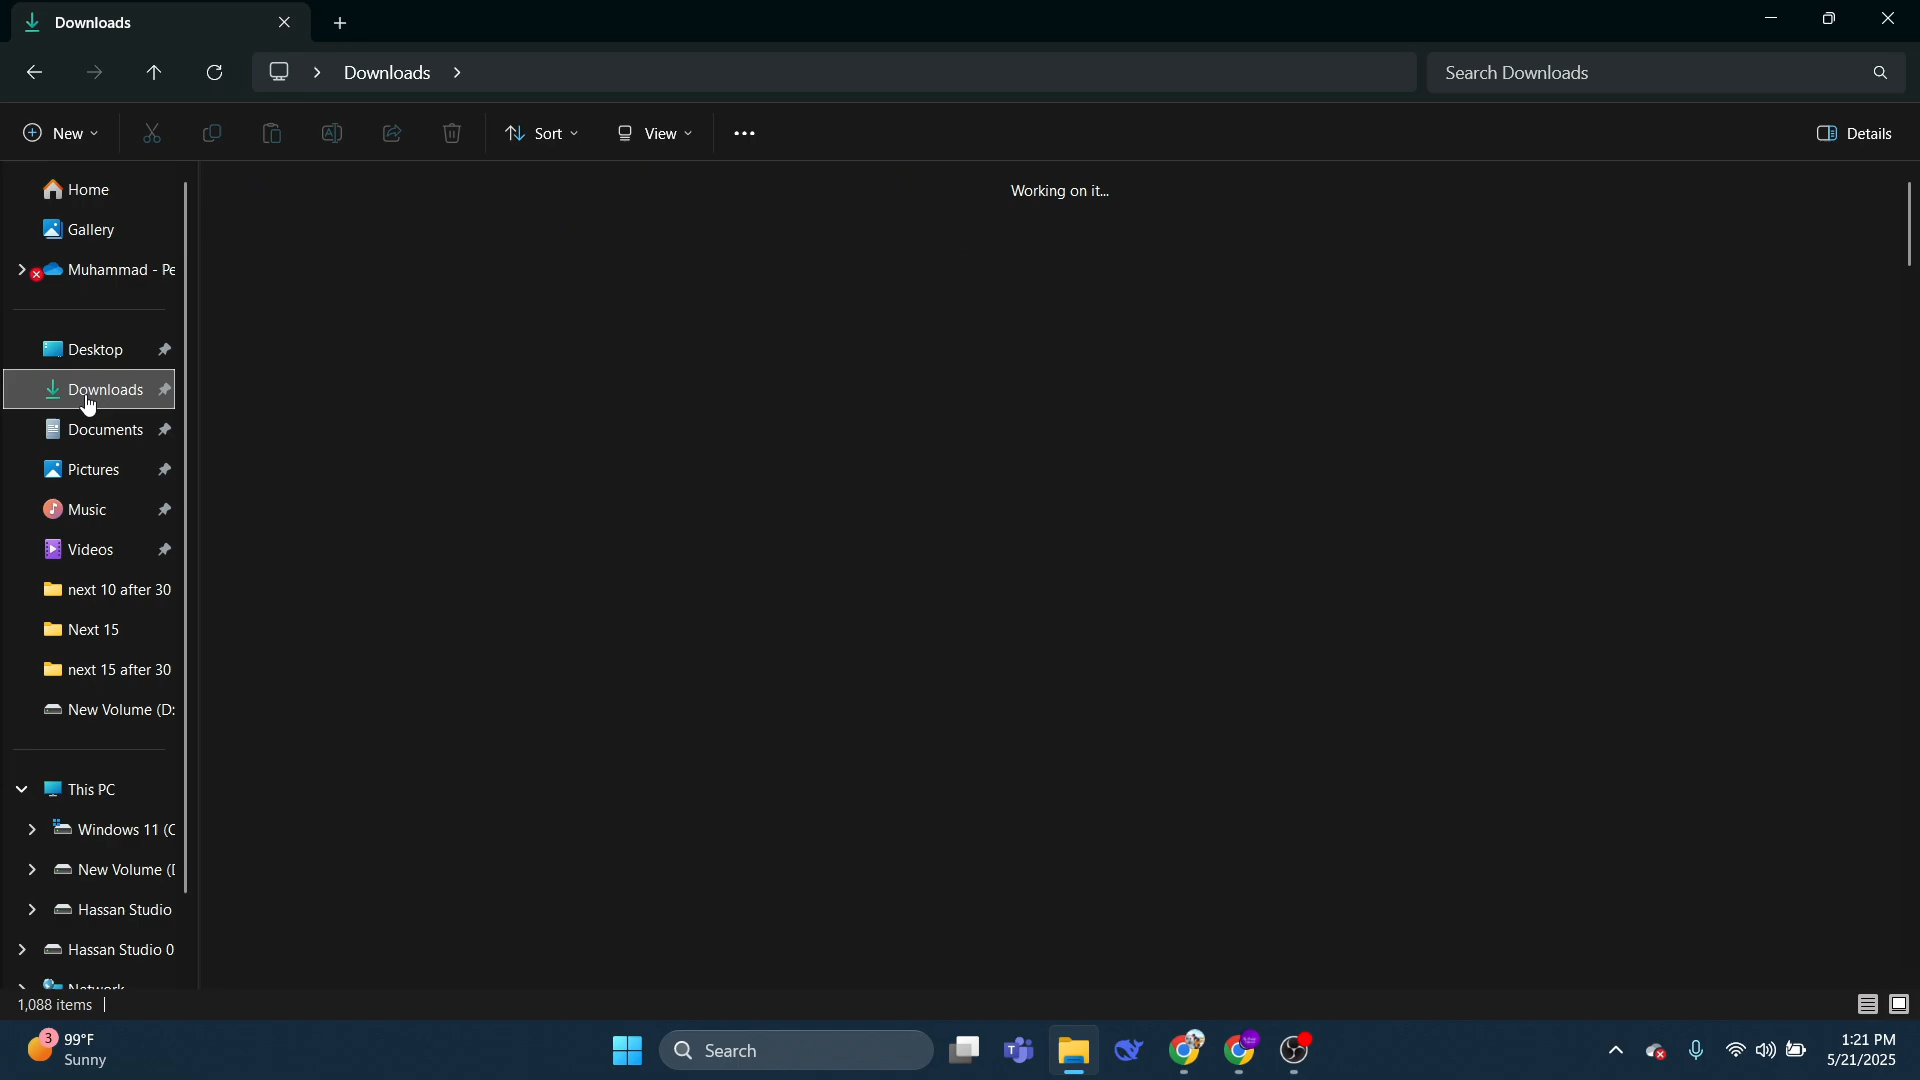 Downloads
Downloads
Search Downloads
New
Sort
View
Details
Home
Gallery
Muhammad - Pe
Desktop
Downloads
Documents
Pictures
Music
Videos
next 10 after 30
Next 15
next 15 after 30
New Volume (D:
This PC
Windows 11 (C
New Volume (D
Hassan Studio
Hassan Studio 0
Network
Working on it...
1,088 items
3
99°F
Sunny
Search
1:21 PM
5/21/2025